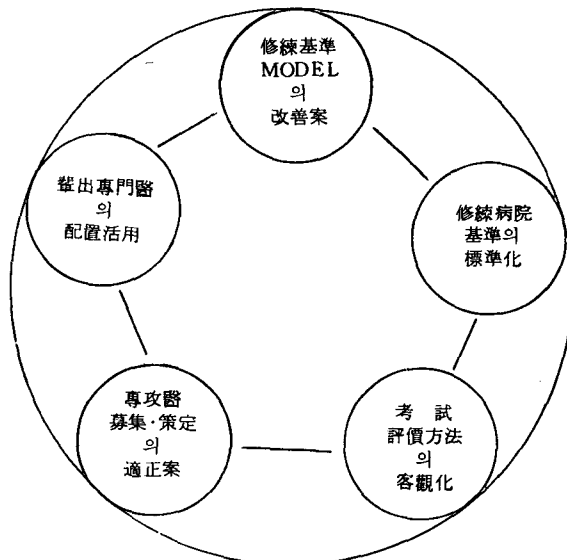 修練基準
MODEL
의
改善案
修練病院
基準의
標準化
考 試
評價方法
의
客觀化
專攻醫
募集·策定
의
適正案
輩出專門醫
의
配置活用